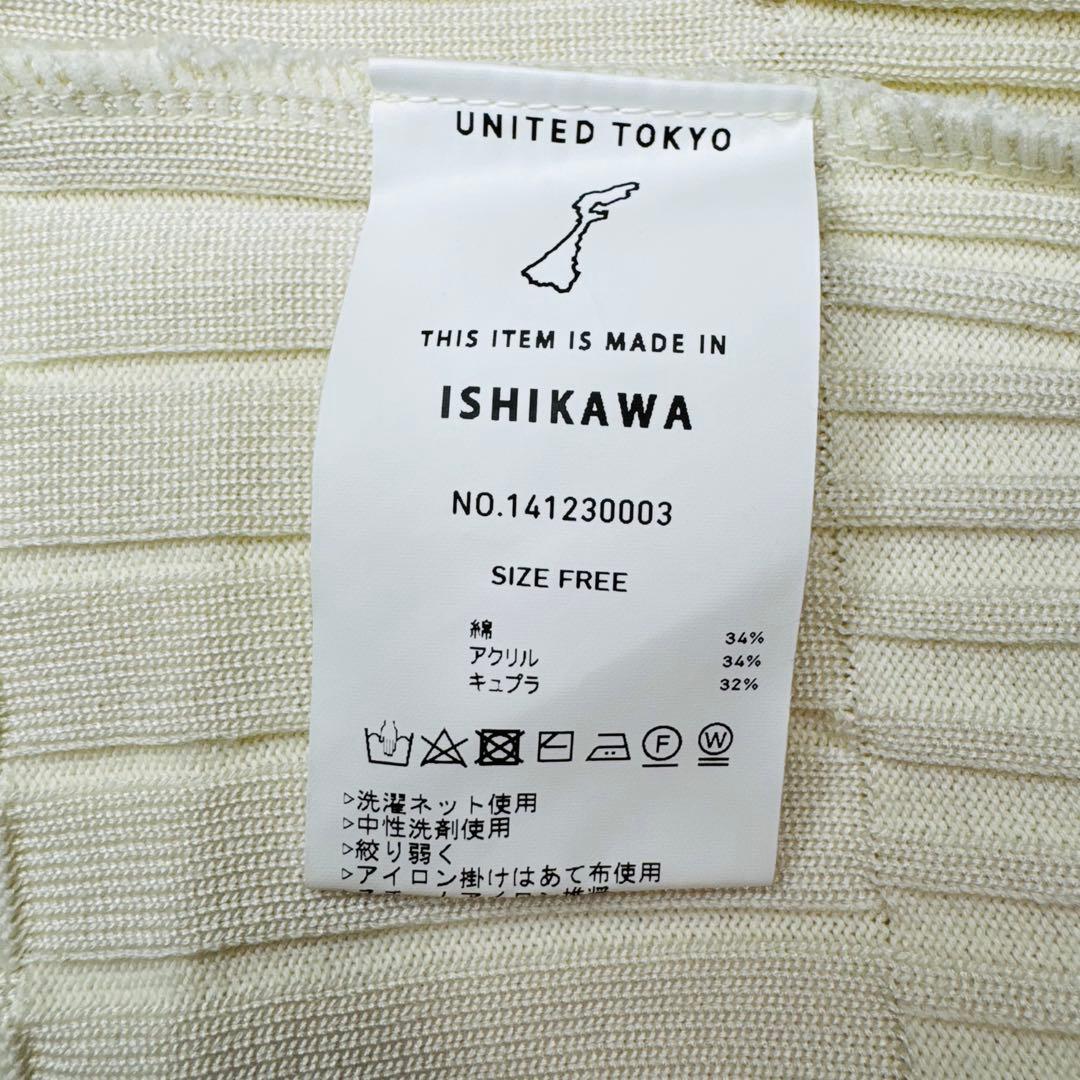 UNITED TOKYO
THIS ITEM IS MADE IN
ISHIKAWA
NO.141230003
SIZE FREE
綿 34%
アクリル 34%
キュプラ 32%
F W
▷洗濯ネット使用
▷中性洗剤使用
▷絞り弱く
▷アイロン掛けはあて布使用